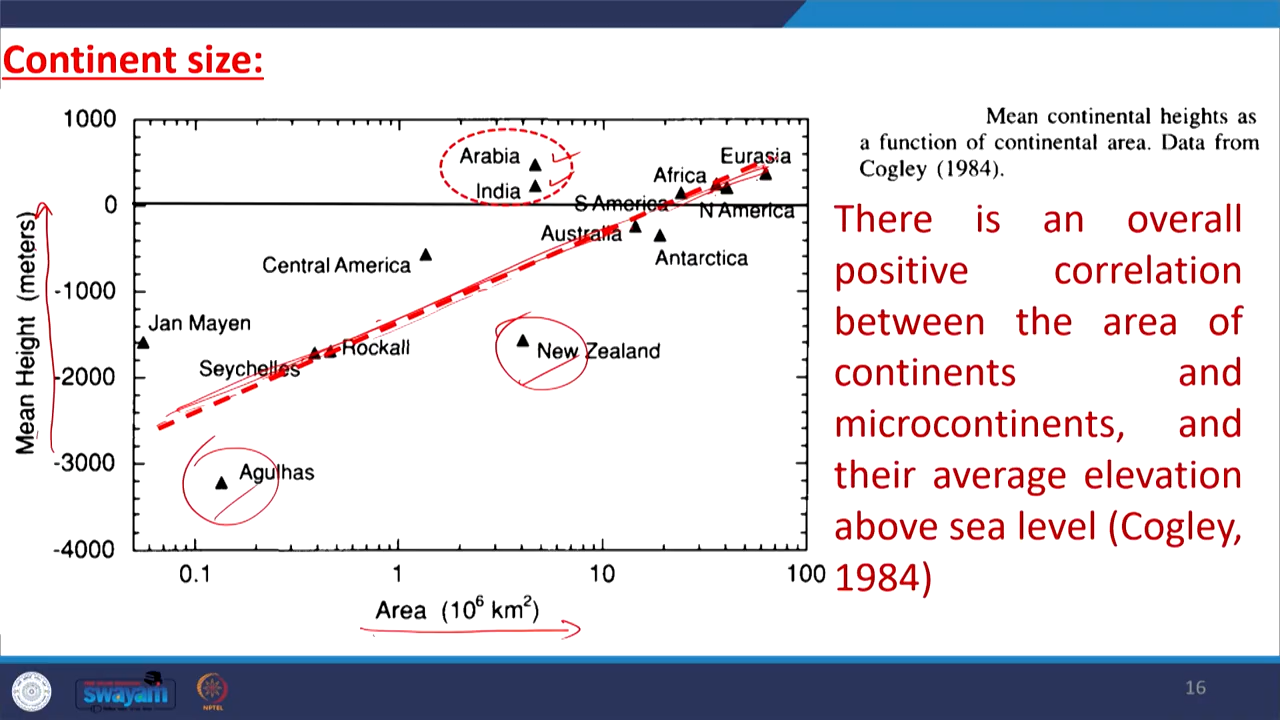 Continent size:
1000
0
-1000
-2000
-3000
-4000
Mean Height (meters)
Arabia
India
Eurasia
Africa
S America
N America
Australia
Antarctica
Central America
Jan Mayen
Rockall
Seychelles
New Zealand
Agulhas
0.1
1
10
100
Area (10⁶ km²)
Mean continental heights as
a function of continental area. Data from
Cogley (1984).
There is an overall
positive correlation
between the area of
continents and
microcontinents, and
their average elevation
above sea level (Cogley,
1984)
swayam
NPTEL
16